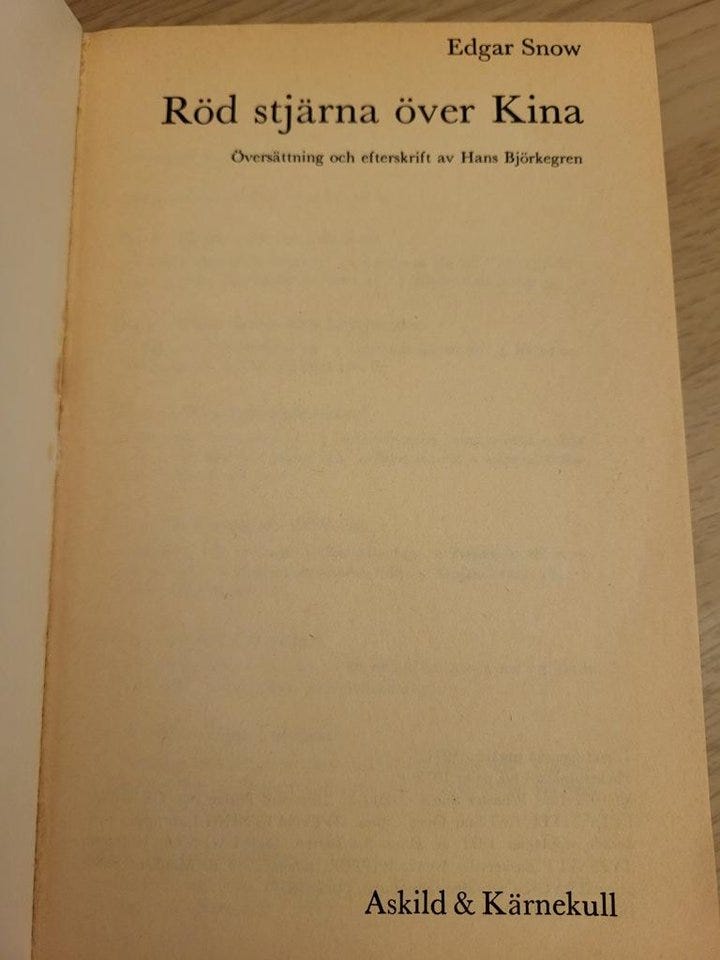 Edgar Snow
Röd stjärna över Kina
Översättning och efterskrift av Hans Björkegren
Askild & Kärnekull